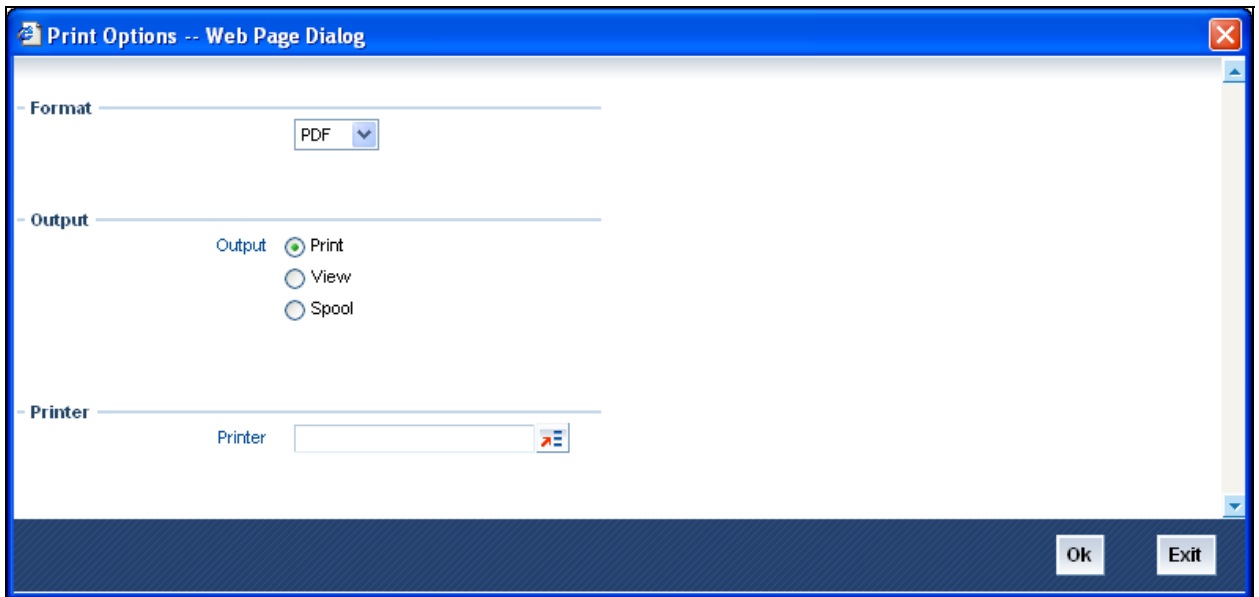 Print Options -- Web Page Dialog
Format
PDF
Output
Output Print
View
Spool
Printer
Printer
Ok Exit